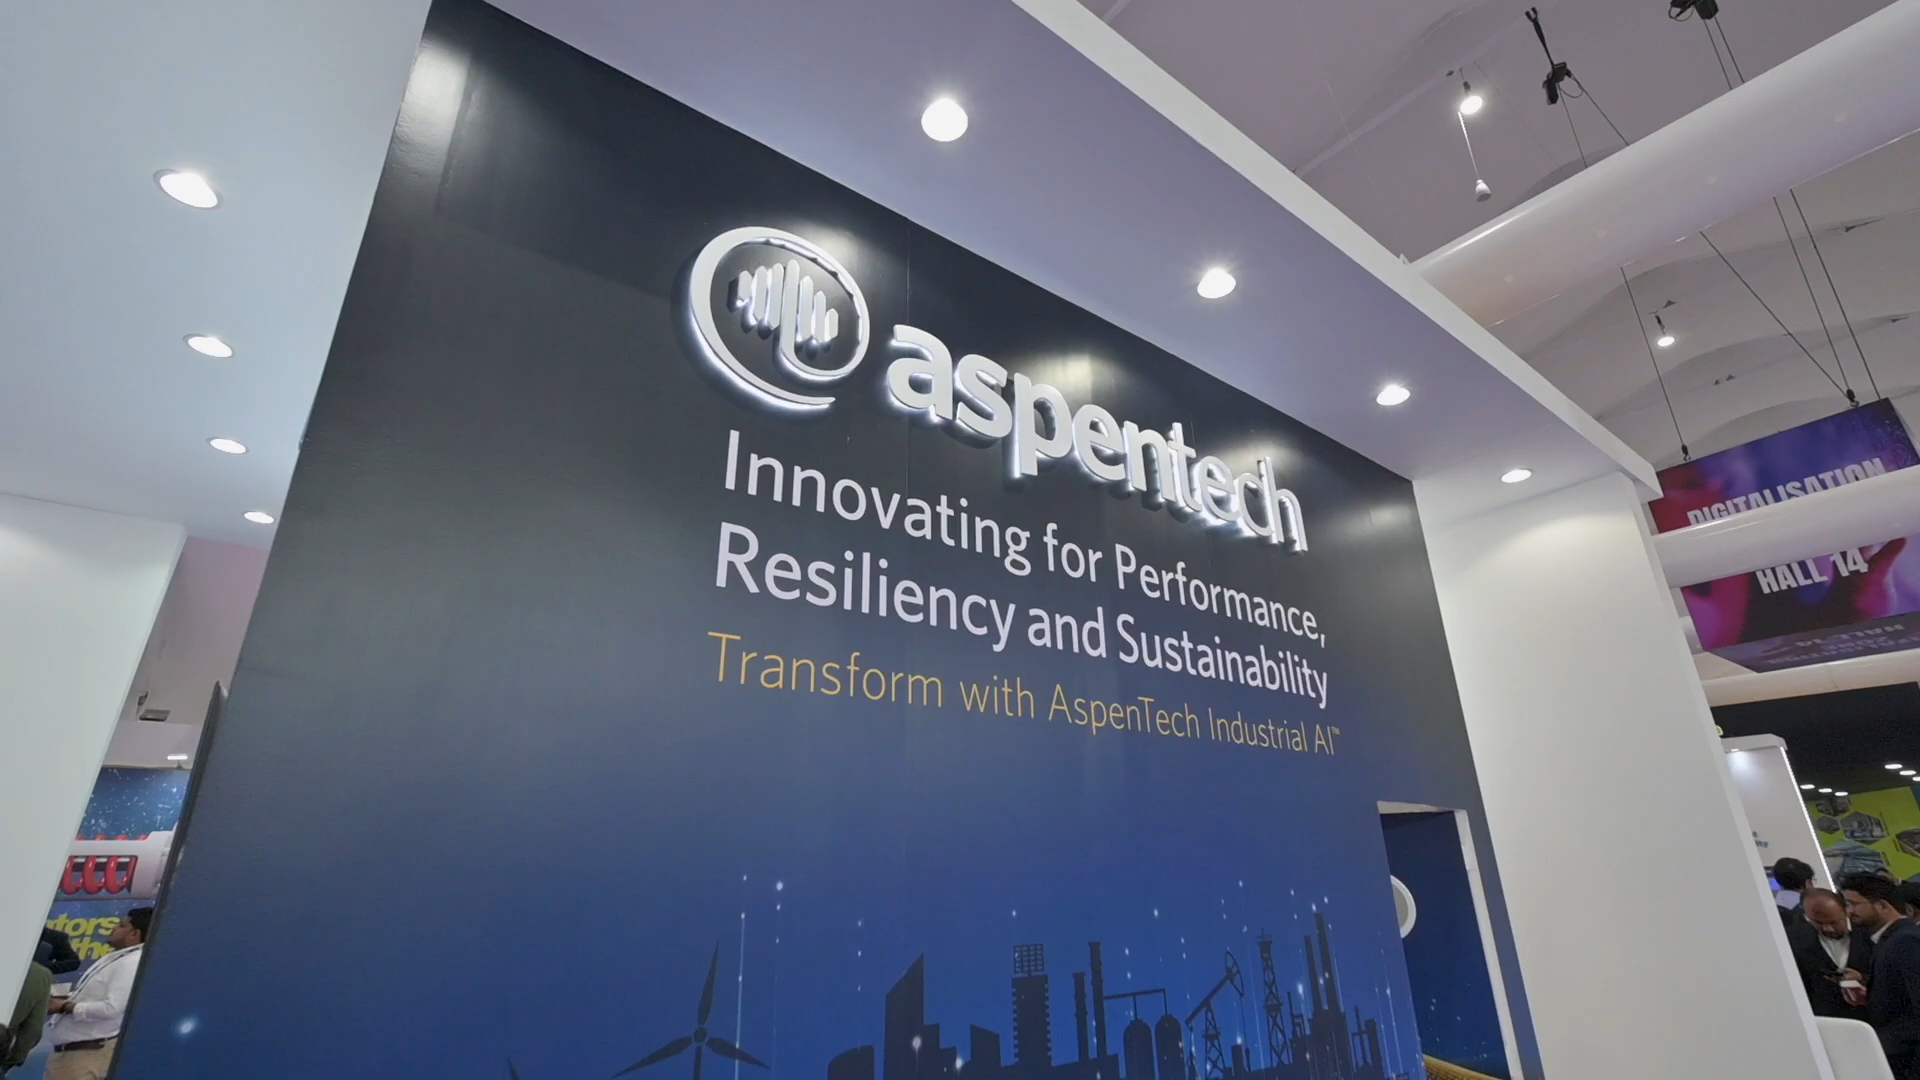 aspentech
Innovating for Performance,
Resiliency and Sustainability
Transform with AspenTech Industrial AI™
DIGITALISATION
HALL 14